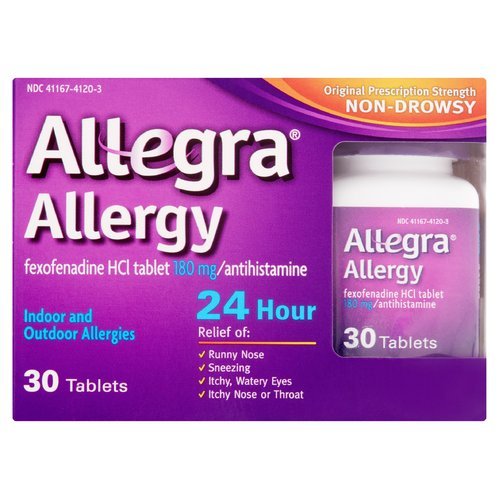 NDC 41167-4120-3
Original Prescription Strength
NON-DROWSY
Allegra®
Allergy
fexofenadine HCl tablet 180 mg/antihistamine
Indoor and
Outdoor Allergies
24 Hour
Relief of:
✓ Runny Nose
✓ Sneezing
✓ Itchy, Watery Eyes
✓ Itchy Nose or Throat
30 Tablets
NDC 41167-4120-3
Allegra®
Allergy
fexofenadine HCl tablet
180 mg/antihistamine
30 Tablets